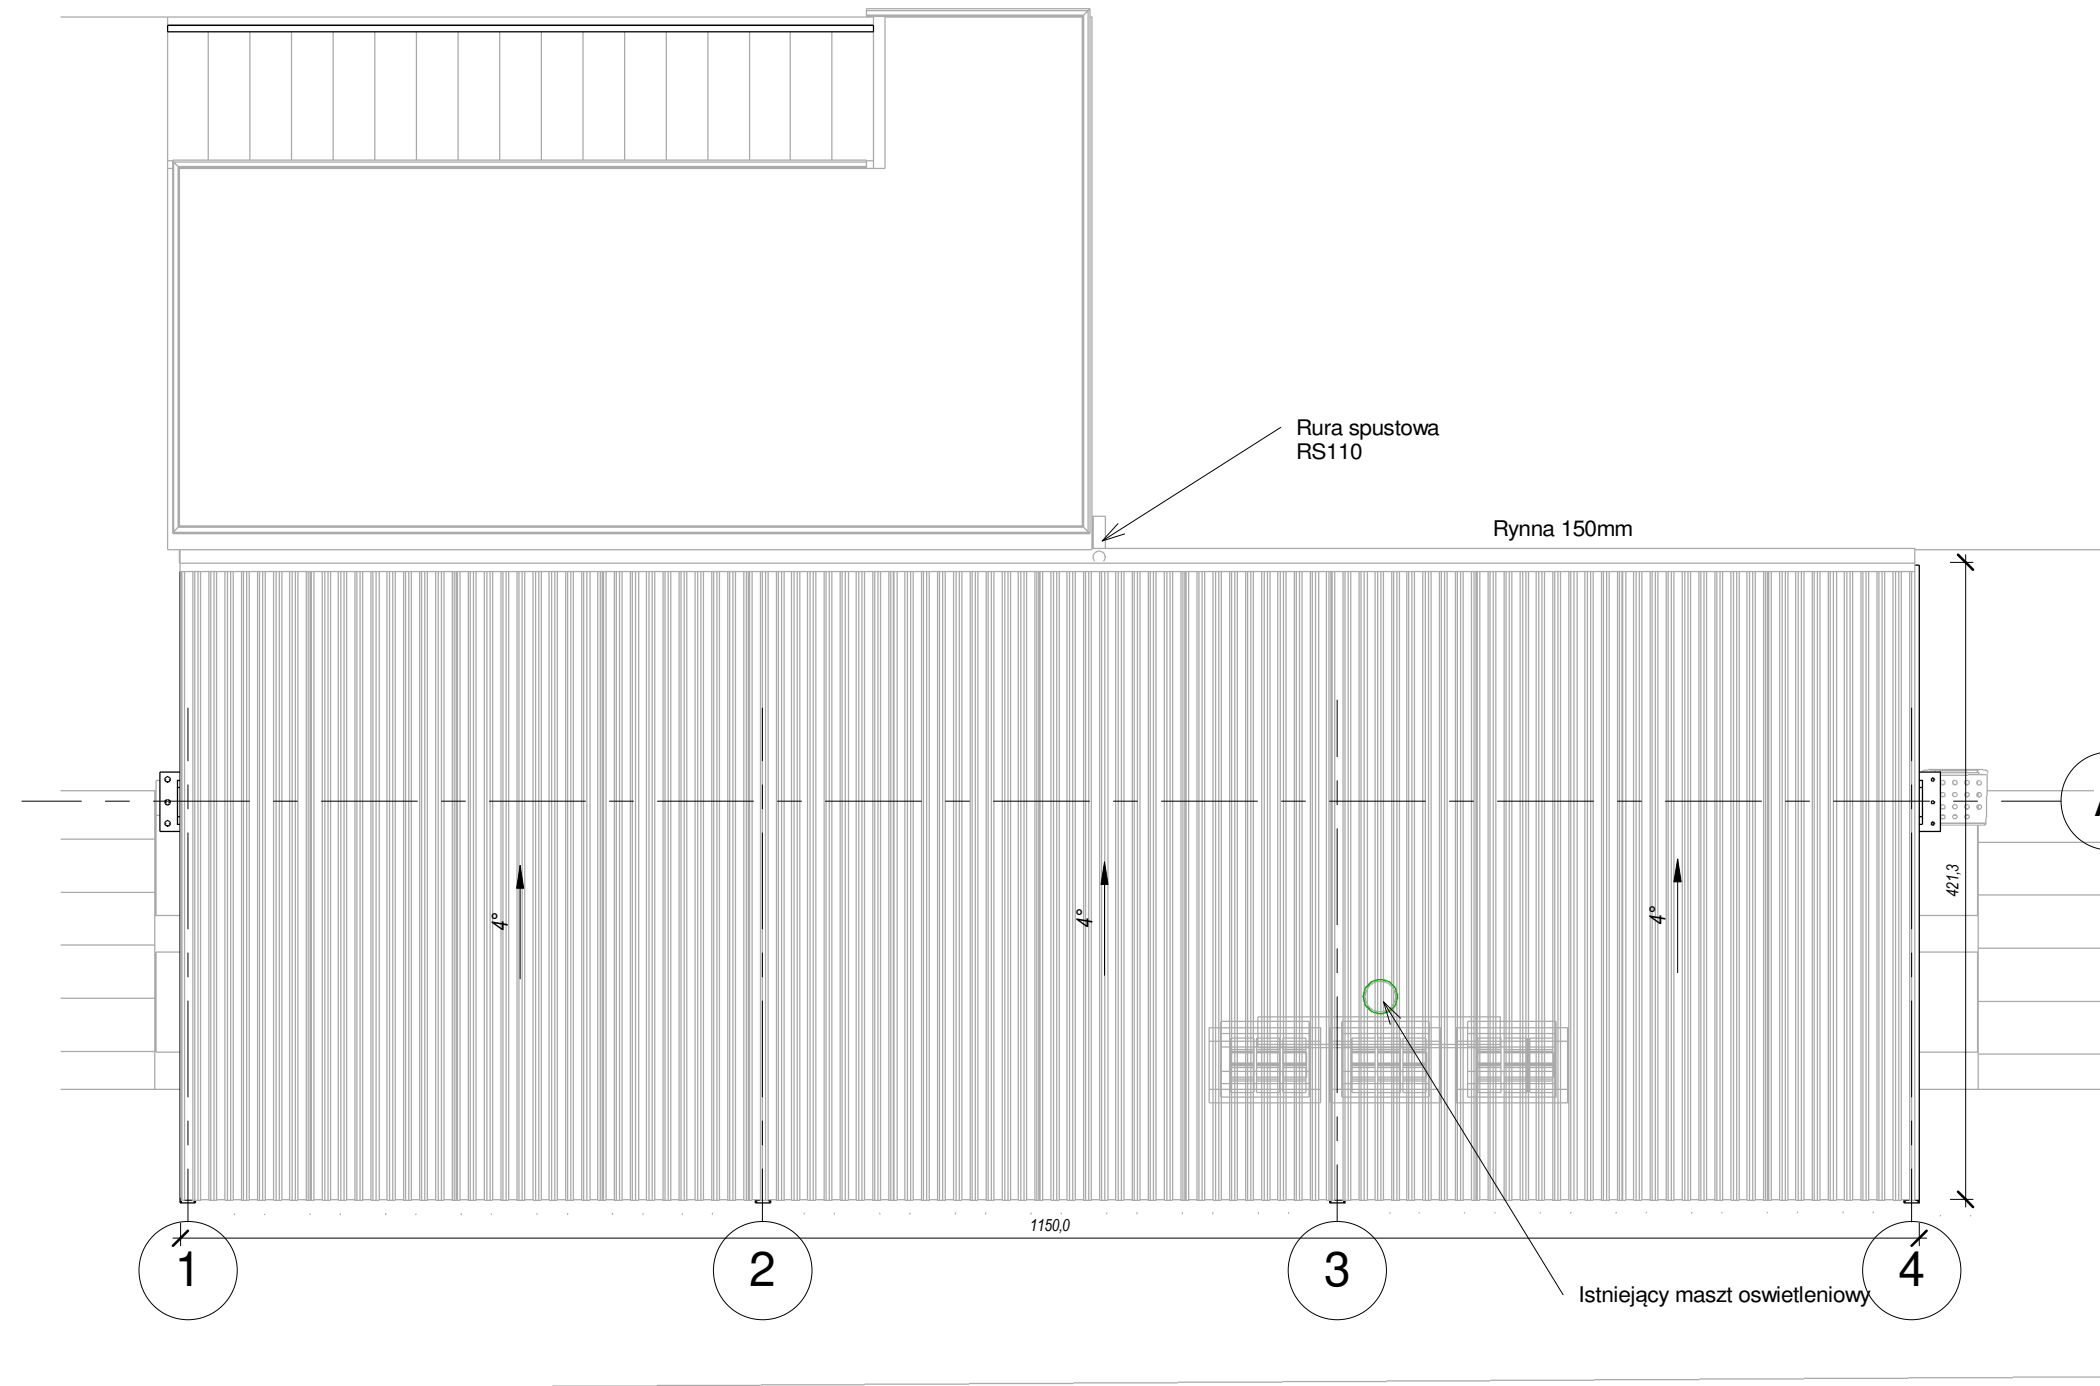 Rura spustowa
RS110
Rynna 150mm
421,3
4°
4°
4°
1150,0
1
2
3
4
Istniejący maszt oswietleniowy